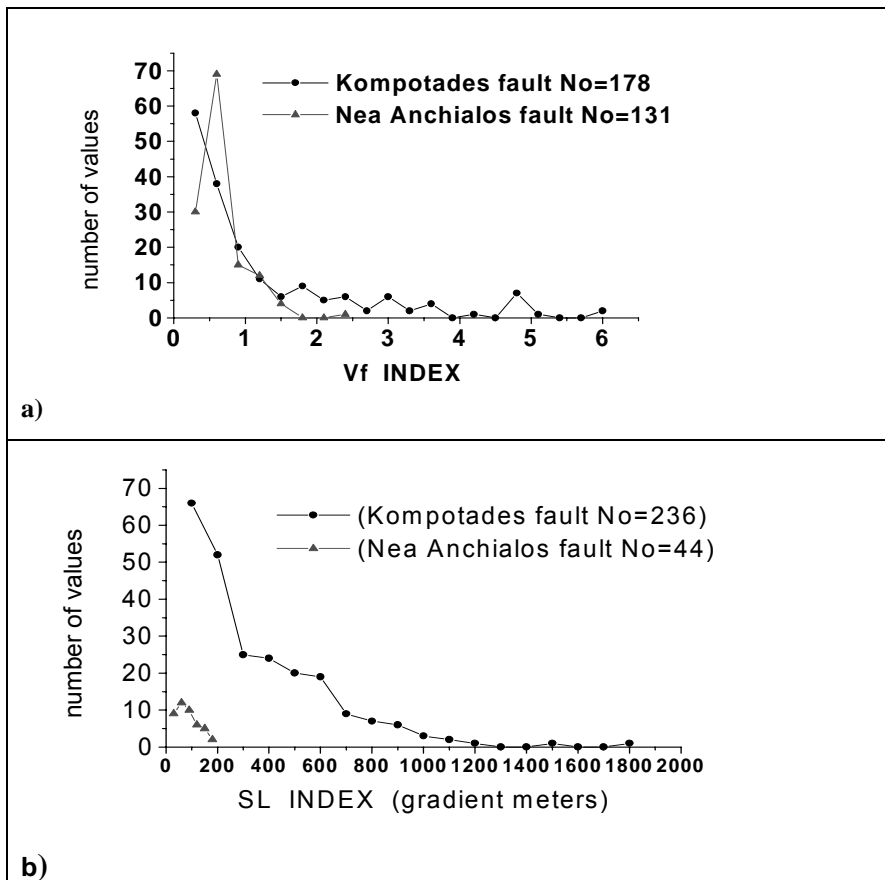 70
60
50
40
30
20
10
0
number of values
Kompotades fault No=178
Nea Anchialos fault No=131
0 1 2 3 4 5 6
Vf INDEX
a)
70
60
50
40
30
20
10
0
number of values
(Kompotades fault No=236)
(Nea Anchialos fault No=44)
0 200 400 600 800 1000 1200 1400 1600 1800 2000
SL INDEX (gradient meters)
b)